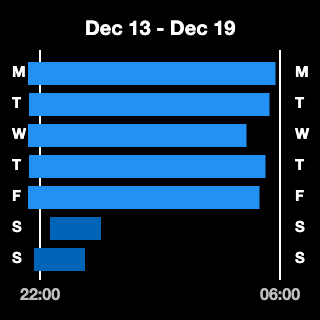 Dec 13 - Dec 19
M M
T T
W W
T T
F F
S S
S S
22:00 06:00